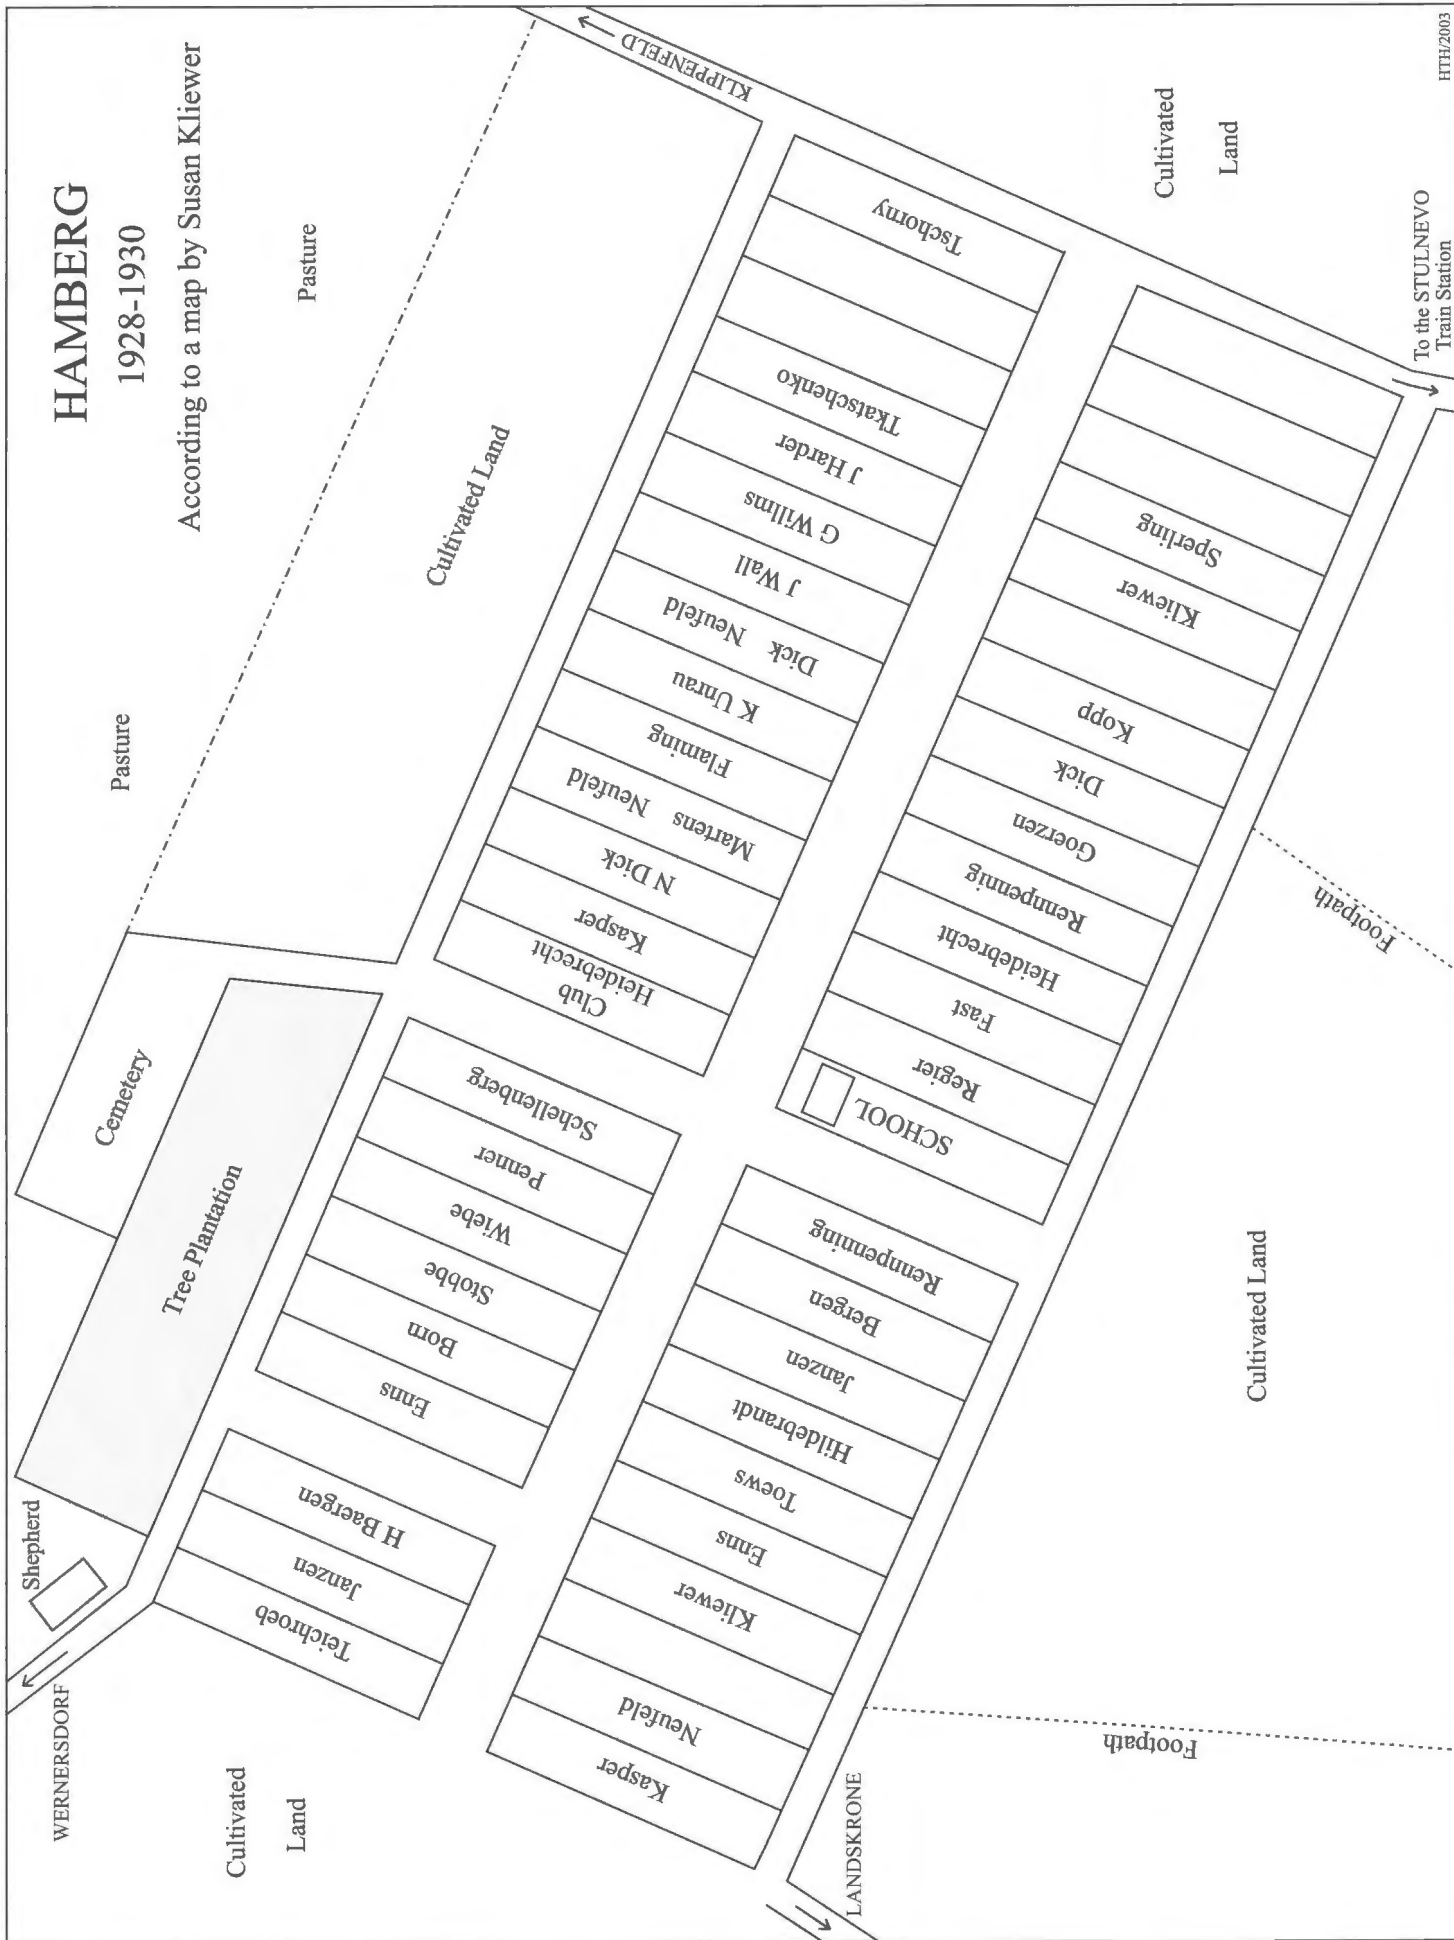 HAMBERG
1928-1930
According to a map by Susan Kliewer
WERNERSDORF
Shepherd
Cemetery
Tree Plantation
Pasture
Pasture
Cultivated Land
KLIPPENFELD
Cultivated
Land
Teichroeb
Janzen
H Baergen
Enns
Born
Stobbe
Wiebe
Penner
Schellenberg
Club
Heidebrecht
Kasper
N Dick
Martens Neufeld
Flaming
K Unrau
Dick Neufeld
J Wall
G Willms
J Harder
Tkatschenko
Tschorny
Kasper
Neufeld
Kliewer
Enns
Toews
Hildebrandt
Janzen
Bergen
Rennpenning
SCHOOL
Regier
Fast
Heidebrecht
Rennpennig
Goerzen
Dick
Kopp
Kliewer
Sperling
LANDSKRONE
Footpath
Cultivated Land
Footpath
Cultivated
Land
To the STULNEVO
Train Station
HTH/2003